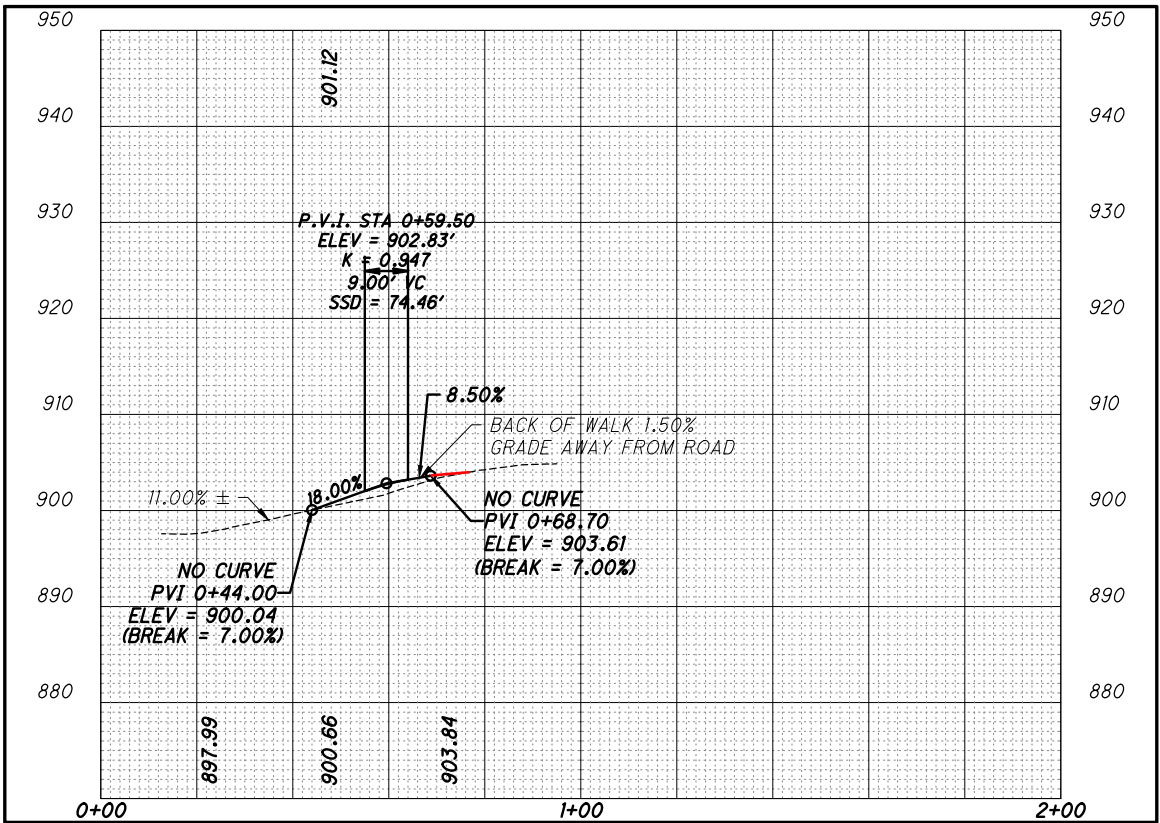 950
950
901.12
940
940
930
930
P.V.I. STA 0+59.50
ELEV = 902.83'
K = 0.947
9.00' VC
SSD = 74.46'
920
920
8.50%
910
910
BACK OF WALK 1.50%
GRADE AWAY FROM ROAD
11.00% ±
18.00%
900
900
NO CURVE
PVI 0+68.70
ELEV = 903.61
(BREAK = 7.00%)
NO CURVE
PVI 0+44.00
ELEV = 900.04
(BREAK = 7.00%)
890
890
880
880
897.99
900.66
903.84
0+00
1+00
2+00